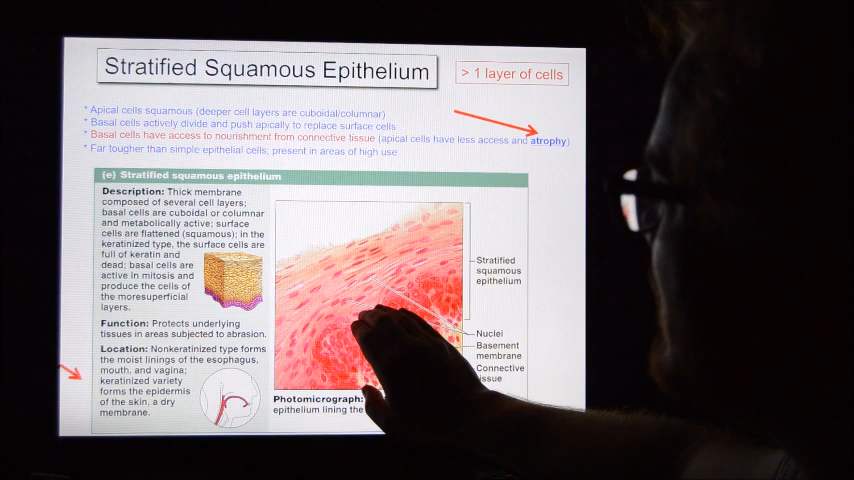 Stratified Squamous Epithelium
> 1 layer of cells
* Apical cells squamous (deeper cell layers are cuboidal/columnar)
* Basal cells actively divide and push apically to replace surface cells
* Basal cells have access to nourishment from connective tissue (apical cells have less access and atrophy)
* Far tougher than simple epithelial cells; present in areas of high use
(e) Stratified squamous epithelium
Description: Thick membrane
composed of several cell layers;
basal cells are cuboidal or columnar
and metabolically active; surface
cells are flattened (squamous); in the
keratinized type, the surface cells are
full of keratin and
dead; basal cells are
active in mitosis and
produce the cells of
the moresuperficial
layers.
Function: Protects underlying
tissues in areas subjected to abrasion.
Location: Nonkeratinized type forms
the moist linings of the esophagus,
mouth, and vagina;
keratinized variety
forms the epidermis
of the skin, a dry
membrane.
Stratified
squamous
epithelium
Nuclei
Basement
membrane
Connective
tissue
Photomicrograph:
epithelium lining the